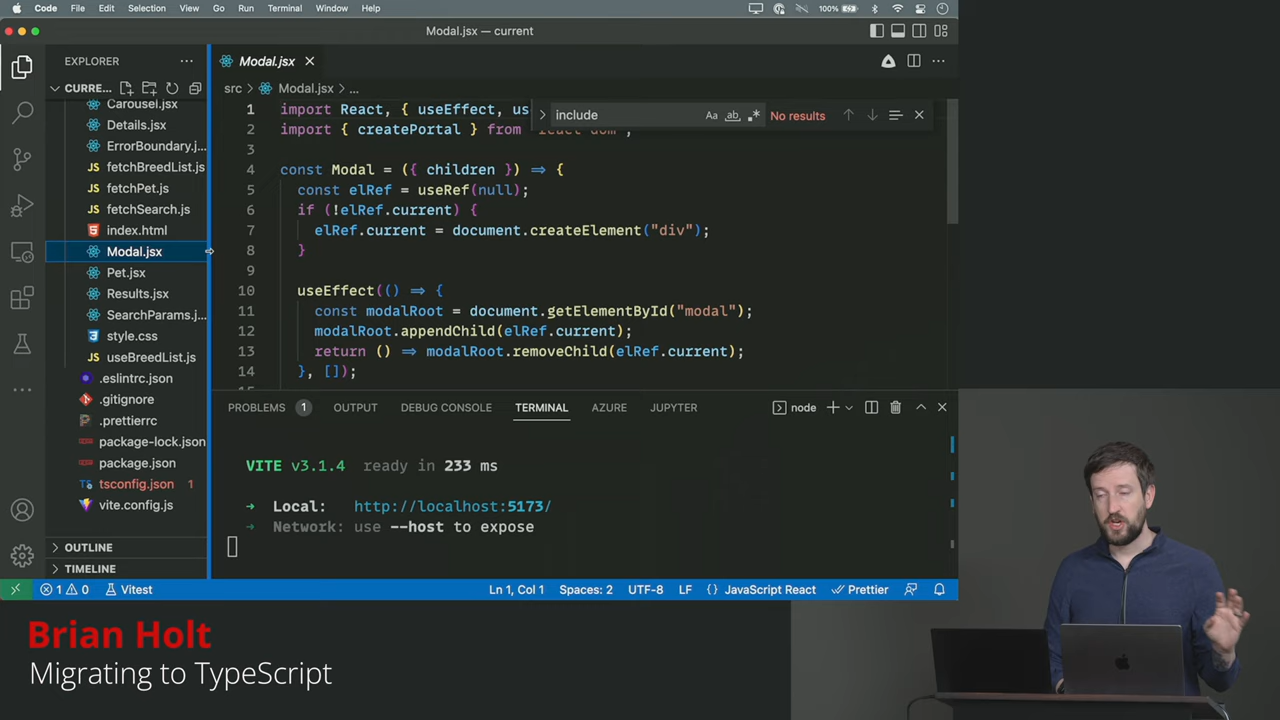 Code File Edit Selection View Go Run Terminal Window Help 100%
Modal.jsx — current
EXPLORER
CURRE...
Carousel.jsx
Details.jsx
ErrorBoundary.j...
fetchBreedList.js
fetchPet.js
fetchSearch.js
index.html
Modal.jsx
Pet.jsx
Results.jsx
SearchParams.j...
style.css
useBreedList.js
.eslintrc.json
.gitignore
.prettierrc
package-lock.json
package.json
tsconfig.json 1
vite.config.js
OUTLINE
TIMELINE
Modal.jsx
src > Modal.jsx > ...
include Aa ab No results
1 import React, { useEffect, us
2 import { createPortal } from "react-dom";
3
4 const Modal = ({ children }) => {
5 const elRef = useRef(null);
6 if (!elRef.current) {
7 elRef.current = document.createElement("div");
8 }
9
10 useEffect(() => {
11 const modalRoot = document.getElementById("modal");
12 modalRoot.appendChild(elRef.current);
13 return () => modalRoot.removeChild(elRef.current);
14 }, []);
PROBLEMS 1 OUTPUT DEBUG CONSOLE TERMINAL AZURE JUPYTER node
VITE v3.1.4 ready in 233 ms
➜ Local: http://localhost:5173/
➜ Network: use --host to expose
1 0 Vitest Ln 1, Col 1 Spaces: 2 UTF-8 LF {} JavaScript React Prettier
Brian Holt
Migrating to TypeScript